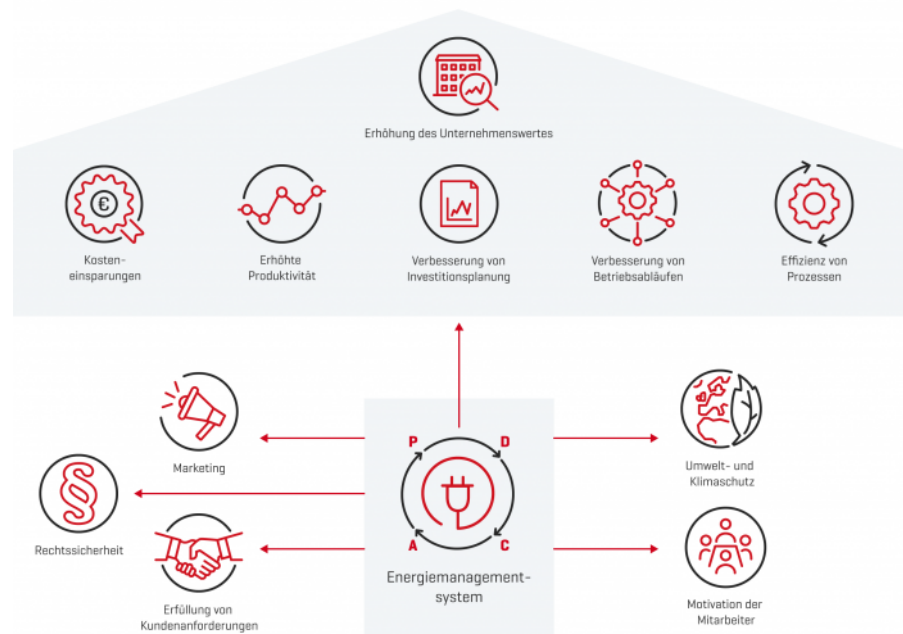 Erhöhung des Unternehmenswertes
€
Kosten-
einsparungen
Erhöhte
Produktivität
Verbesserung von
Investitionsplanung
Verbesserung von
Betriebsabläufen
Effizienz von
Prozessen
Marketing
§
Rechtssicherheit
Erfüllung von
Kundenanforderungen
P
D
A
C
Energiemanagement-
system
Umwelt- und
Klimaschutz
Motivation der
Mitarbeiter